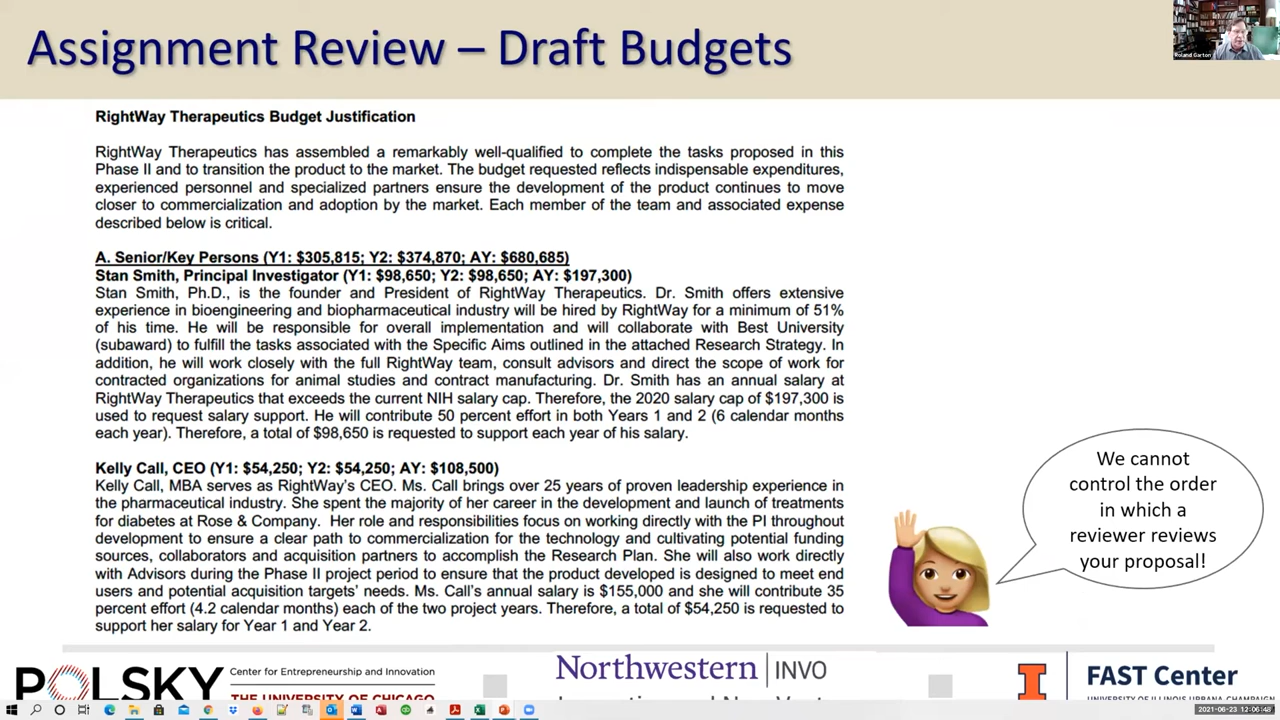 Assignment Review – Draft Budgets
Roland Garton
RightWay Therapeutics Budget Justification
RightWay Therapeutics has assembled a remarkably well-qualified to complete the tasks proposed in this
Phase II and to transition the product to the market. The budget requested reflects indispensable expenditures,
experienced personnel and specialized partners ensure the development of the product continues to move
closer to commercialization and adoption by the market. Each member of the team and associated expense
described below is critical.
A. Senior/Key Persons (Y1: $305,815; Y2: $374,870; AY: $680,685)
Stan Smith, Principal Investigator (Y1: $98,650; Y2: $98,650; AY: $197,300)
Stan Smith, Ph.D., is the founder and President of RightWay Therapeutics. Dr. Smith offers extensive
experience in bioengineering and biopharmaceutical industry will be hired by RightWay for a minimum of 51%
of his time. He will be responsible for overall implementation and will collaborate with Best University
(subaward) to fulfill the tasks associated with the Specific Aims outlined in the attached Research Strategy. In
addition, he will work closely with the full RightWay team, consult advisors and direct the scope of work for
contracted organizations for animal studies and contract manufacturing. Dr. Smith has an annual salary at
RightWay Therapeutics that exceeds the current NIH salary cap. Therefore, the 2020 salary cap of $197,300 is
used to request salary support. He will contribute 50 percent effort in both Years 1 and 2 (6 calendar months
each year). Therefore, a total of $98,650 is requested to support each year of his salary.
Kelly Call, CEO (Y1: $54,250; Y2: $54,250; AY: $108,500)
Kelly Call, MBA serves as RightWay's CEO. Ms. Call brings over 25 years of proven leadership experience in
the pharmaceutical industry. She spent the majority of her career in the development and launch of treatments
for diabetes at Rose & Company. Her role and responsibilities focus on working directly with the PI throughout
development to ensure a clear path to commercialization for the technology and cultivating potential funding
sources, collaborators and acquisition partners to accomplish the Research Plan. She will also work directly
with Advisors during the Phase II project period to ensure that the product developed is designed to meet end
users and potential acquisition targets' needs. Ms. Call's annual salary is $155,000 and she will contribute 35
percent effort (4.2 calendar months) each of the two project years. Therefore, a total of $54,250 is requested to
support her salary for Year 1 and Year 2.
We cannot
control the order
in which a
reviewer reviews
your proposal!
POLSKY
Center for Entrepreneurship and Innovation
THE UNIVERSITY OF CHICAGO
Northwestern | INVO
I
FAST Center
UNIVERSITY OF ILLINOIS URBANA-CHAMPAIGN
2021-06-23 12:06:48